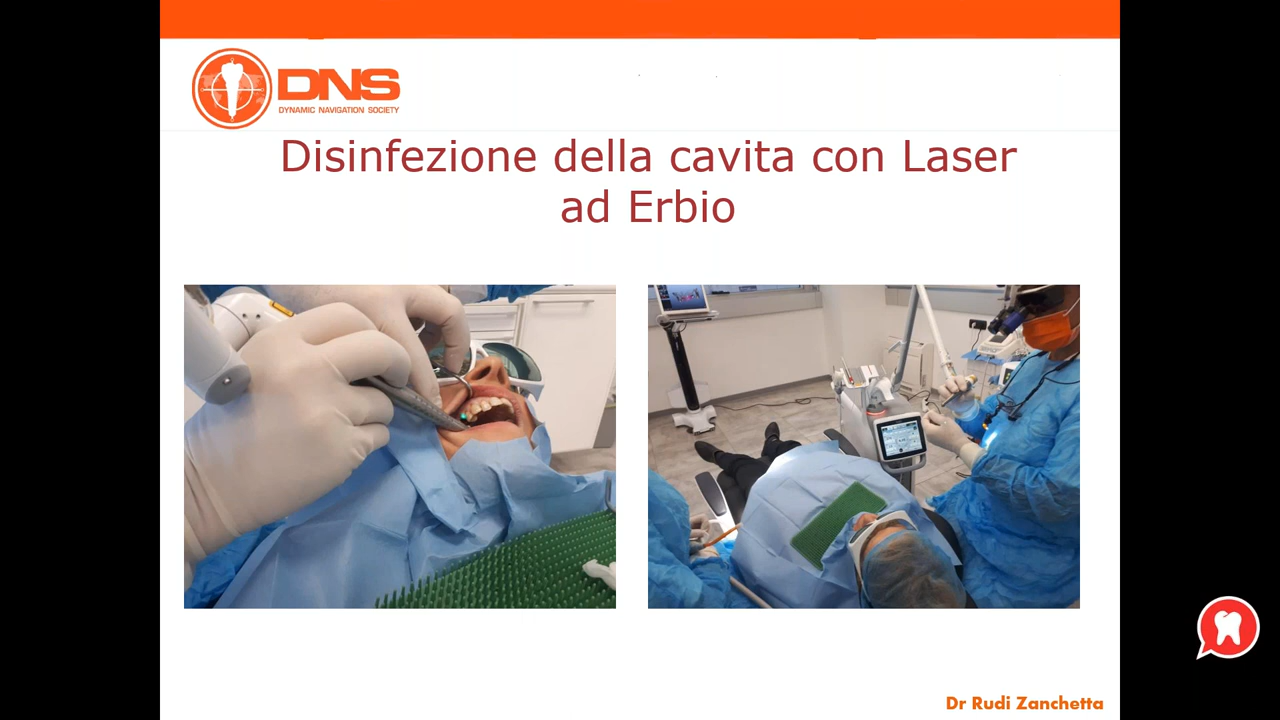 DNS
DYNAMIC NAVIGATION SOCIETY
Disinfezione della cavita con Laser
ad Erbio
Dr Rudi Zanchetta